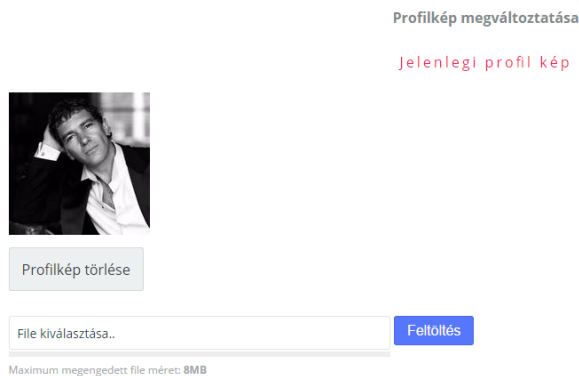 Profilkép megváltoztatása
Jelenlegi profil kép
Profilkép törlése
File kiválasztása..
Feltöltés
Maximum megengedett file méret: 8MB